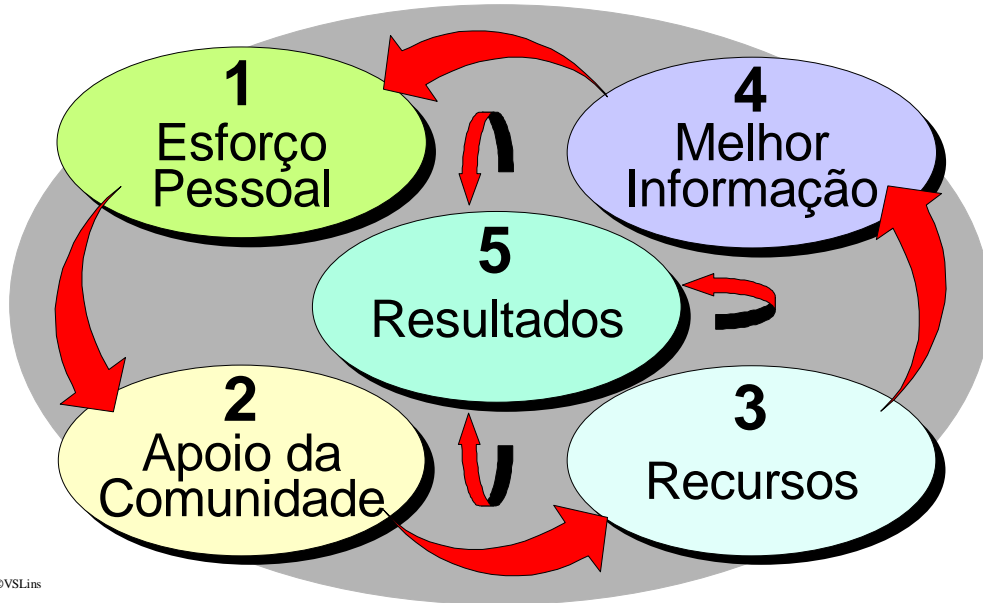 1
Esforço
Pessoal
2
Apoio da
Comunidade
3
Recursos
4
Melhor
Informação
5
Resultados
©VSLins